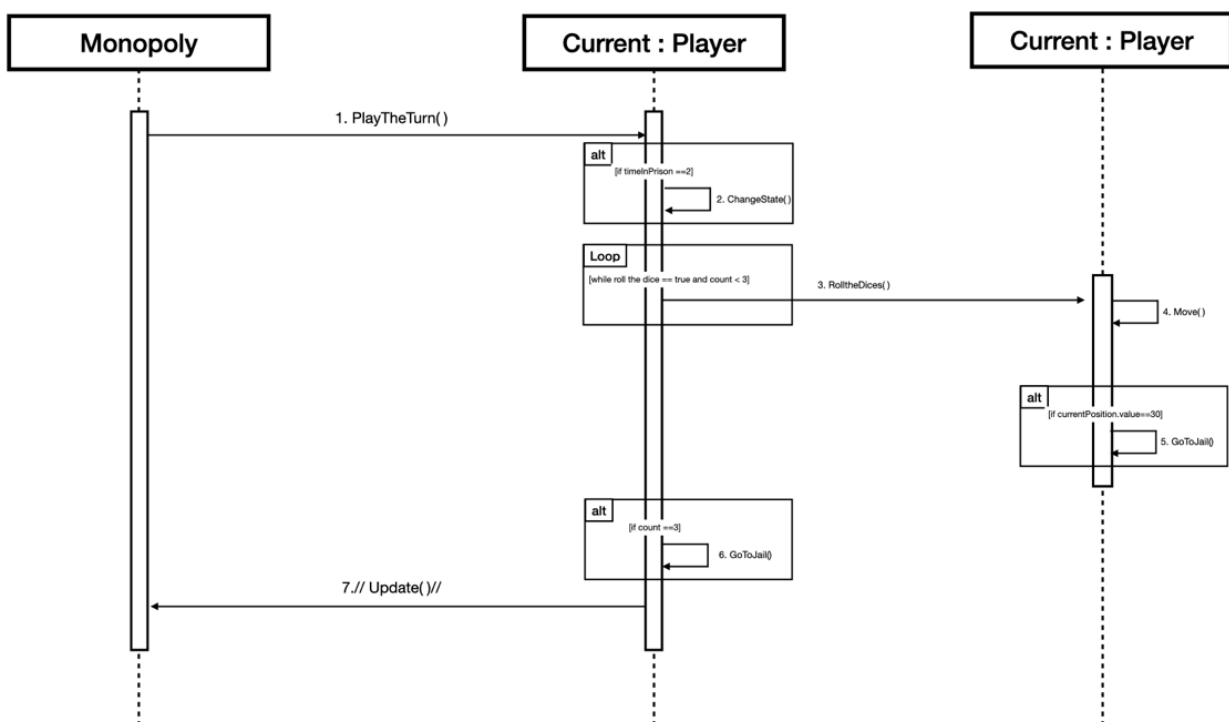 Monopoly
Current : Player
Current : Player
1. PlayTheTurn( )
alt
[if timeInPrison ==2]
2. ChangeState( )
Loop
[while roll the dice == true and count < 3]
3. RolltheDices( )
4. Move( )
alt
[if currentPosition.value==30]
5. GoToJail()
alt
[if count ==3]
6. GoToJail()
7.// Update( )//